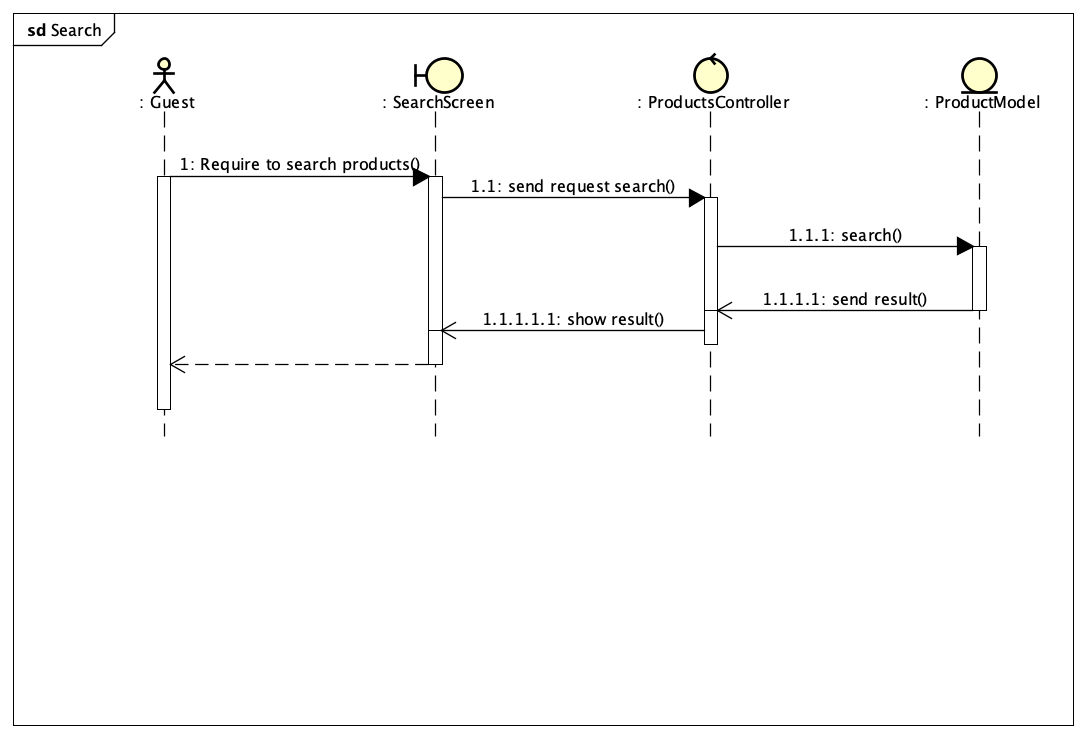 sd Search
: Guest
: SearchScreen
: ProductsController
: ProductModel
1: Require to search products()
1.1: send request search()
1.1.1: search()
1.1.1.1: send result()
1.1.1.1.1: show result()